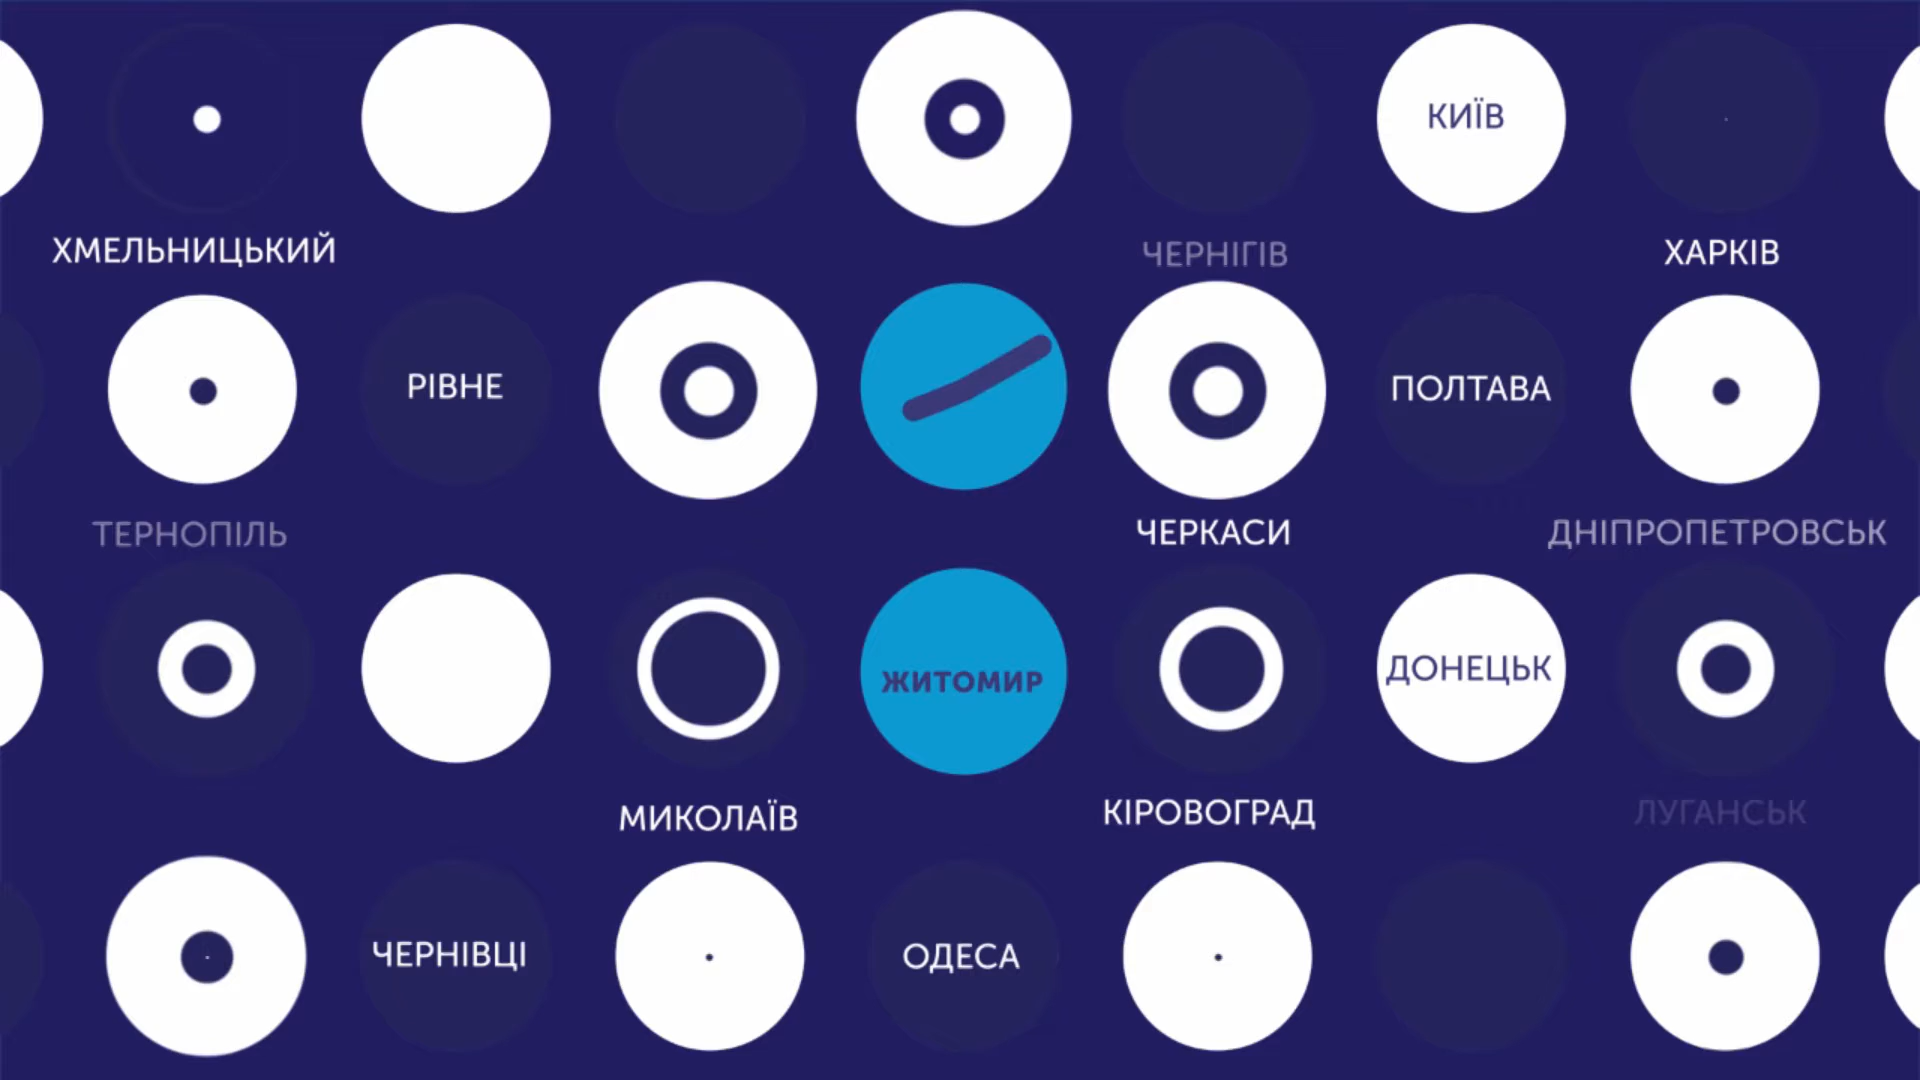 КИЇВ
ХМЕЛЬНИЦЬКИЙ
ЧЕРНІГІВ
ХАРКІВ
РІВНЕ
ПОЛТАВА
ТЕРНОПІЛЬ
ЧЕРКАСИ
ДНІПРОПЕТРОВСЬК
ЖИТОМИР
ДОНЕЦЬК
МИКОЛАЇВ
КІРОВОГРАД
ЛУГАНСЬК
ЧЕРНІВЦІ
ОДЕСА